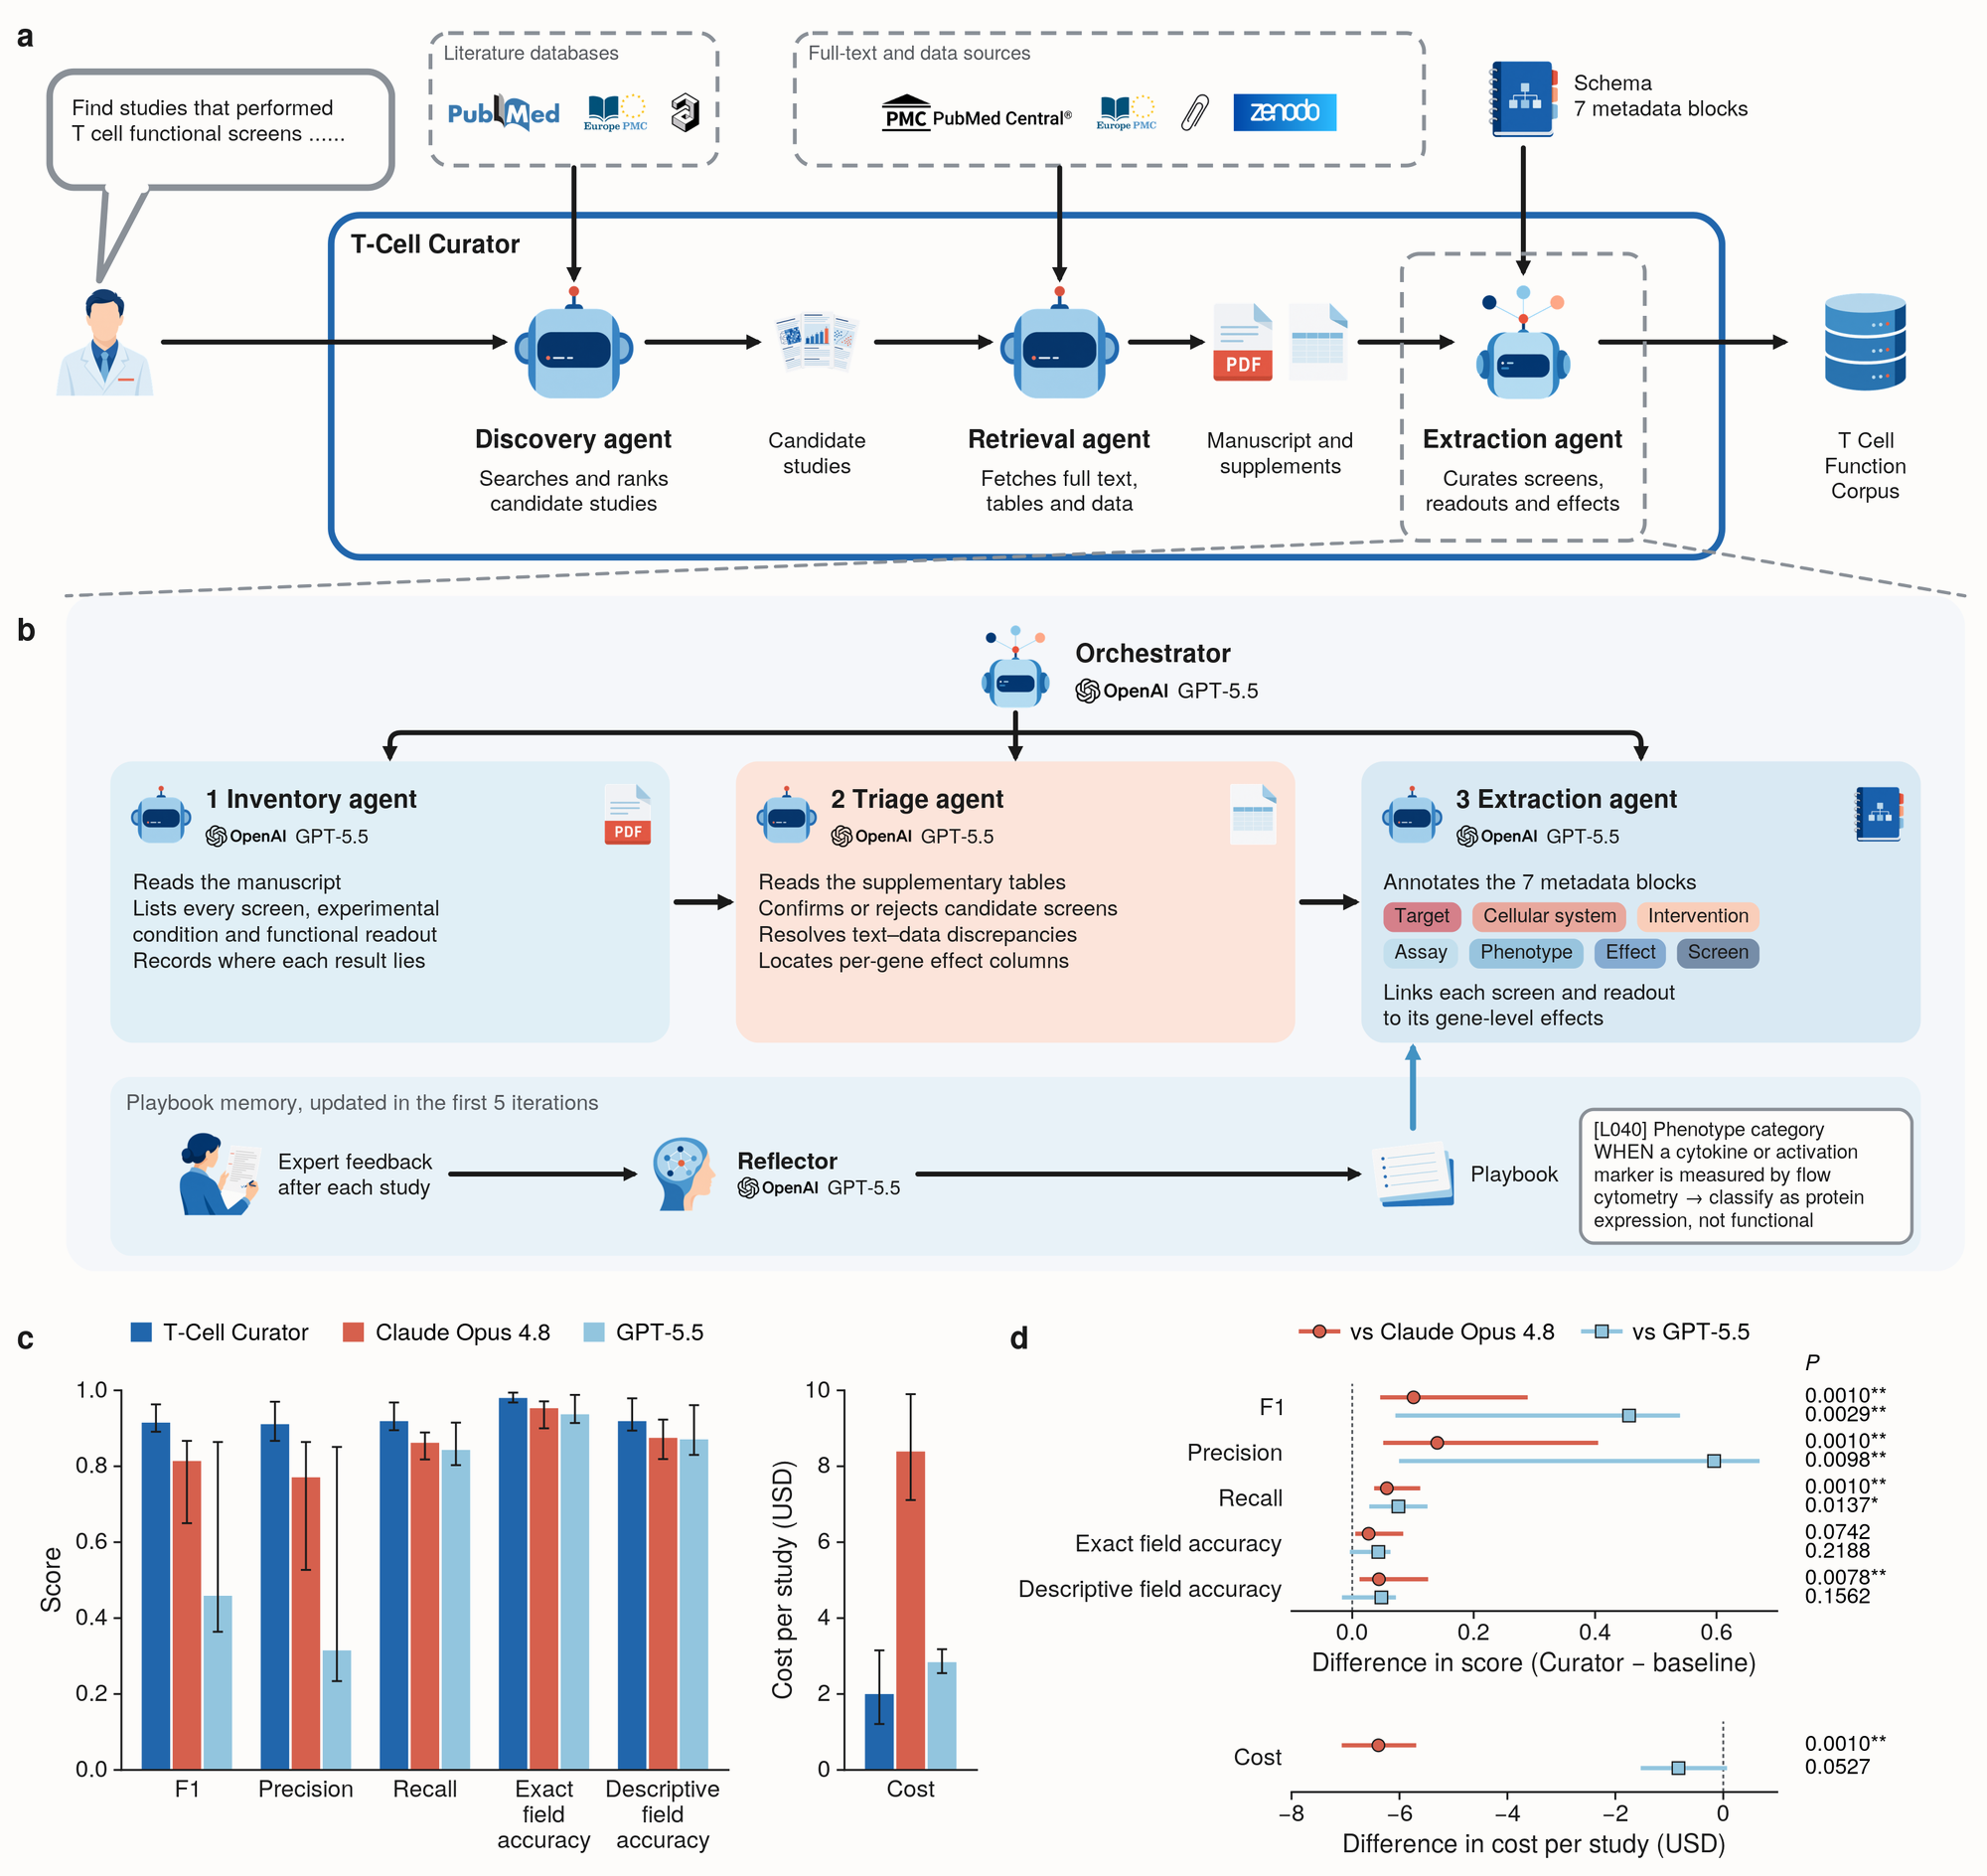 a
Find studies that performed
T cell functional screens ......
Literature databases
PubMed
Europe PMC
Full-text and data sources
PMC PubMed Central®
Europe PMC
zenodo
Schema
7 metadata blocks
T-Cell Curator
PDF
Discovery agent
Searches and ranks
candidate studies
Candidate
studies
Retrieval agent
Fetches full text,
tables and data
Manuscript and
supplements
Extraction agent
Curates screens,
readouts and effects
T Cell
Function
Corpus
b
Orchestrator
OpenAI GPT-5.5
1 Inventory agent
OpenAI GPT-5.5
PDF
Reads the manuscript
Lists every screen, experimental
condition and functional readout
Records where each result lies
2 Triage agent
OpenAI GPT-5.5
Reads the supplementary tables
Confirms or rejects candidate screens
Resolves text–data discrepancies
Locates per-gene effect columns
3 Extraction agent
OpenAI GPT-5.5
Annotates the 7 metadata blocks
Target Cellular system Intervention
Assay Phenotype Effect Screen
Links each screen and readout
to its gene-level effects
Playbook memory, updated in the first 5 iterations
Expert feedback
after each study
Reflector
OpenAI GPT-5.5
Playbook
[L040] Phenotype category
WHEN a cytokine or activation
marker is measured by flow
cytometry → classify as protein
expression, not functional
c
T-Cell Curator Claude Opus 4.8 GPT-5.5
Score
1.0
0.8
0.6
0.4
0.2
0.0
F1
Precision
Recall
Exact
field
accuracy
Descriptive
field
accuracy
Cost per study (USD)
10
8
6
4
2
0
Cost
d
vs Claude Opus 4.8 vs GPT-5.5
P
F1
0.0010**
0.0029**
Precision
0.0010**
0.0098**
Recall
0.0010**
0.0137*
Exact field accuracy
0.0742
0.2188
Descriptive field accuracy
0.0078**
0.1562
0.0 0.2 0.4 0.6
Difference in score (Curator − baseline)
Cost
0.0010**
0.0527
−8 −6 −4 −2 0
Difference in cost per study (USD)